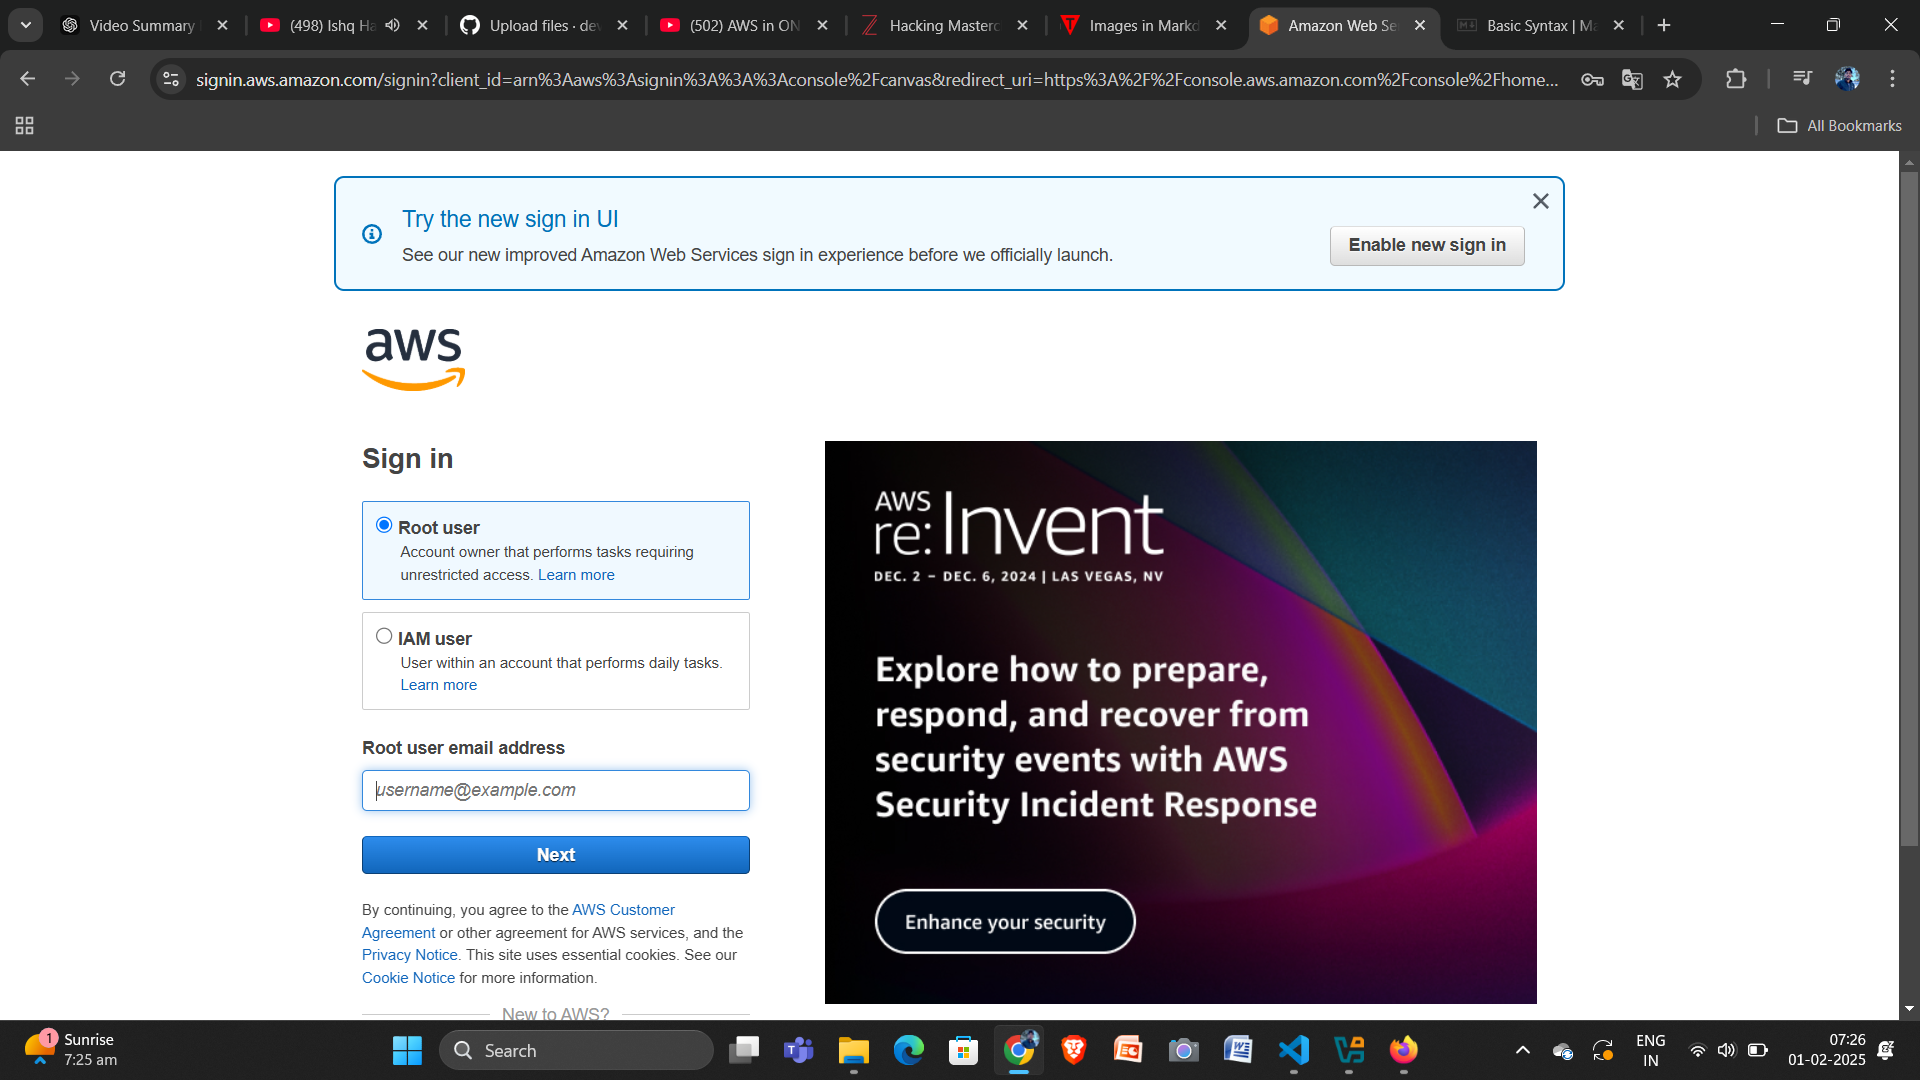 Video Summary
(498) Ishq Ha
Upload files · dev
(502) AWS in ON
Hacking Masterc
Images in Markd
Amazon Web Se
Basic Syntax | Ma
signin.aws.amazon.com/signin?client_id=arn%3Aaws%3Asignin%3A%3A%3Aconsole%2Fcanvas&redirect_uri=https%3A%2F%2Fconsole.aws.amazon.com%2Fconsole%2Fhome...
All Bookmarks
Try the new sign in UI
See our new improved Amazon Web Services sign in experience before we officially launch.
Enable new sign in
aws
Sign in
Root user
Account owner that performs tasks requiring
unrestricted access. Learn more
IAM user
User within an account that performs daily tasks.
Learn more
Root user email address
username@example.com
Next
By continuing, you agree to the AWS Customer
Agreement or other agreement for AWS services, and the
Privacy Notice. This site uses essential cookies. See our
Cookie Notice for more information.
New to AWS?
AWS
re:Invent
DEC. 2 – DEC. 6, 2024 | LAS VEGAS, NV
Explore how to prepare,
respond, and recover from
security events with AWS
Security Incident Response
Enhance your security
1
Sunrise
7:25 am
Search
ENG
IN
07:26
01-02-2025